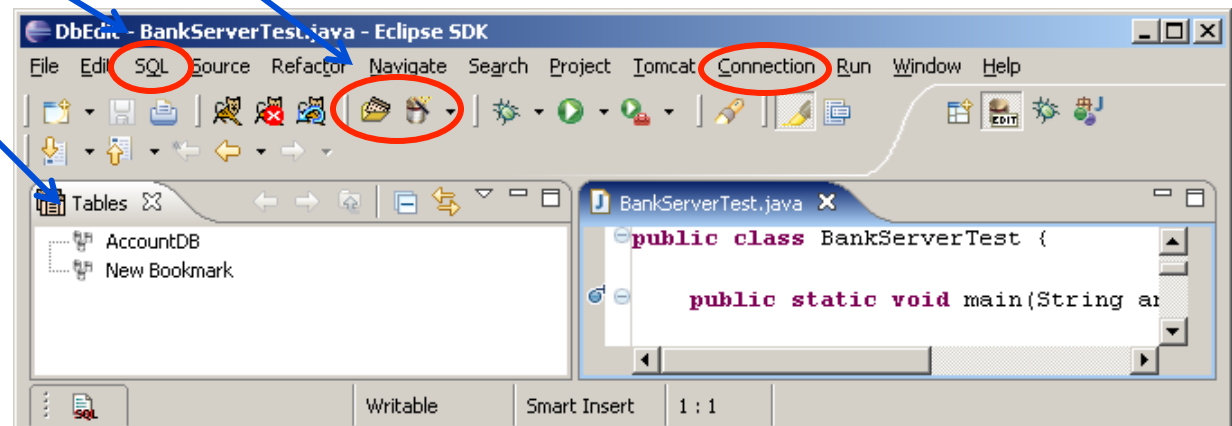 DbEdit - BankServerTest.java - Eclipse SDK
File Edit SQL Source Refactor Navigate Search Project Tomcat Connection Run Window Help
EDIT
Tables
BankServerTest.java
AccountDB
New Bookmark
public class BankServerTest {
public static void main(String ar
SQL
Writable
Smart Insert
1 : 1